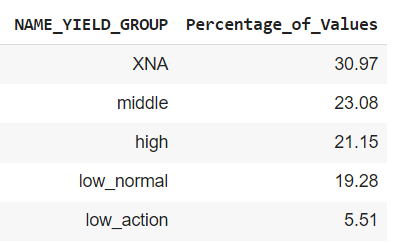 NAME_YIELD_GROUP Percentage_of_Values
XNA 30.97
middle 23.08
high 21.15
low_normal 19.28
low_action 5.51